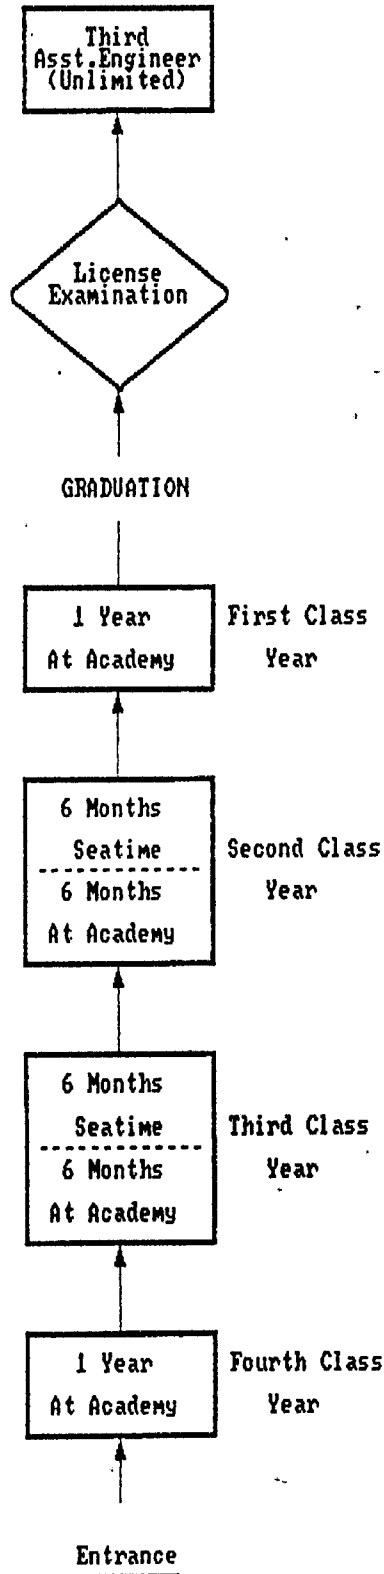 Third
Asst.Engineer
(Unlimited)
License
Examination
GRADUATION
1 Year
At Academy
First Class
Year
6 Months
Seatime
6 Months
At Academy
Second Class
Year
6 Months
Seatime
6 Months
At Academy
Third Class
Year
1 Year
At Academy
Fourth Class
Year
Entrance